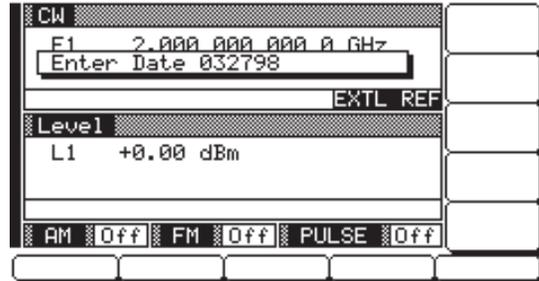 CW
F1 2.000 000 000 0 GHz
Enter Date 032798
EXTL REF
Level
L1 +0.00 dBm
AM Off FM Off PULSE Off